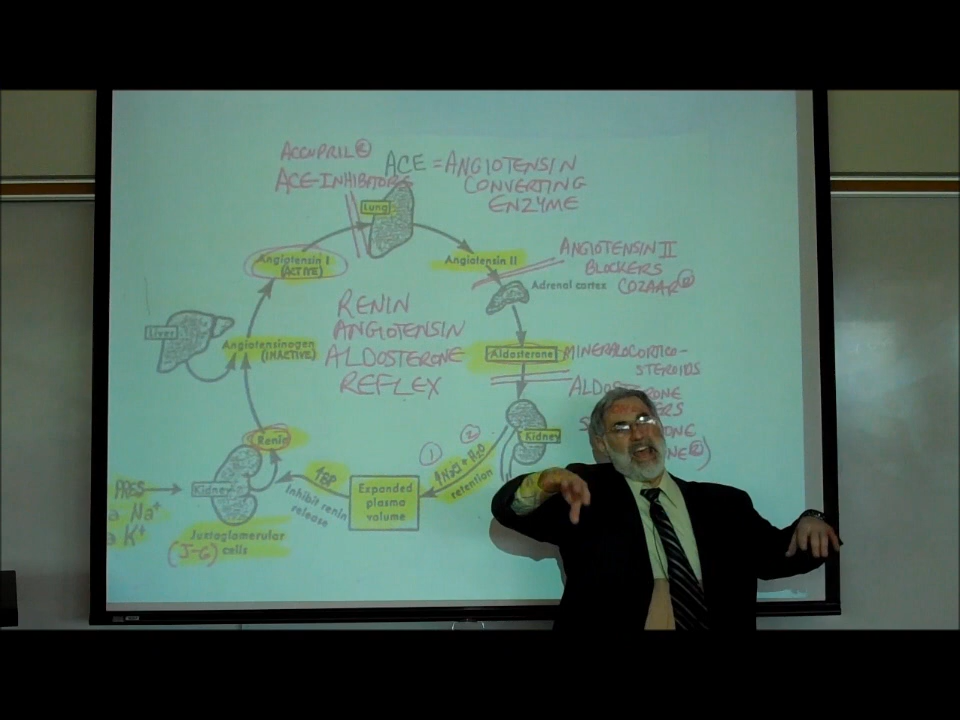 ACCUPRIL®
ACE-INHIBITORS
ACE = ANGIOTENSIN
CONVERTING
ENZYME
Lung
Angiotensin I
(ACTIVE)
Angiotensin II
ANGIOTENSIN II
BLOCKERS
COZAAR®
Adrenal cortex
Liver
Angiotensinogen
(INACTIVE)
RENIN
ANGIOTENSIN
ALDOSTERONE
REFLEX
Aldosterone
MINERALOCORTICO-
STEROIDS
Renin
Kidney
Juxtaglomerular
(J-G) cells
PRES
Na+
K+
↑BP
Inhibit renin
release
Expanded
plasma
volume
①
②
↑NaCl + H2O
retention
Kidney